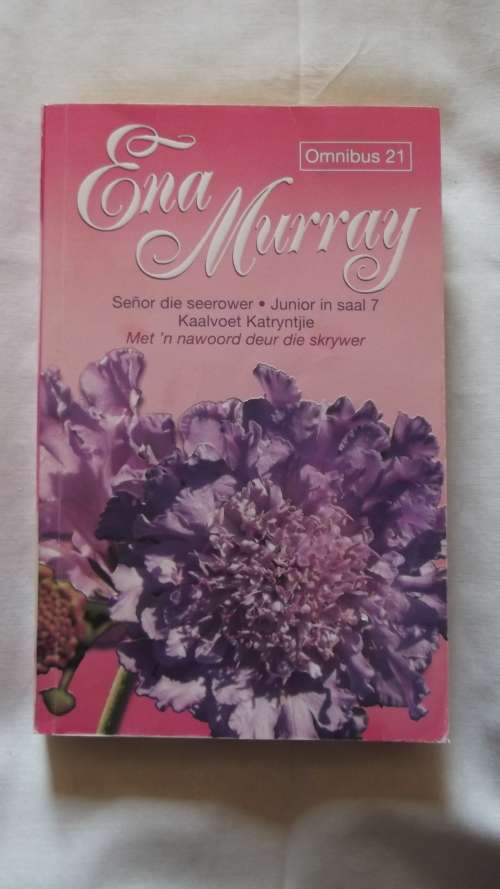 Ena Murray
Omnibus 21
Señor die seerower • Junior in saal 7
Kaalvoet Katryntjie
Met 'n nawoord deur die skrywer